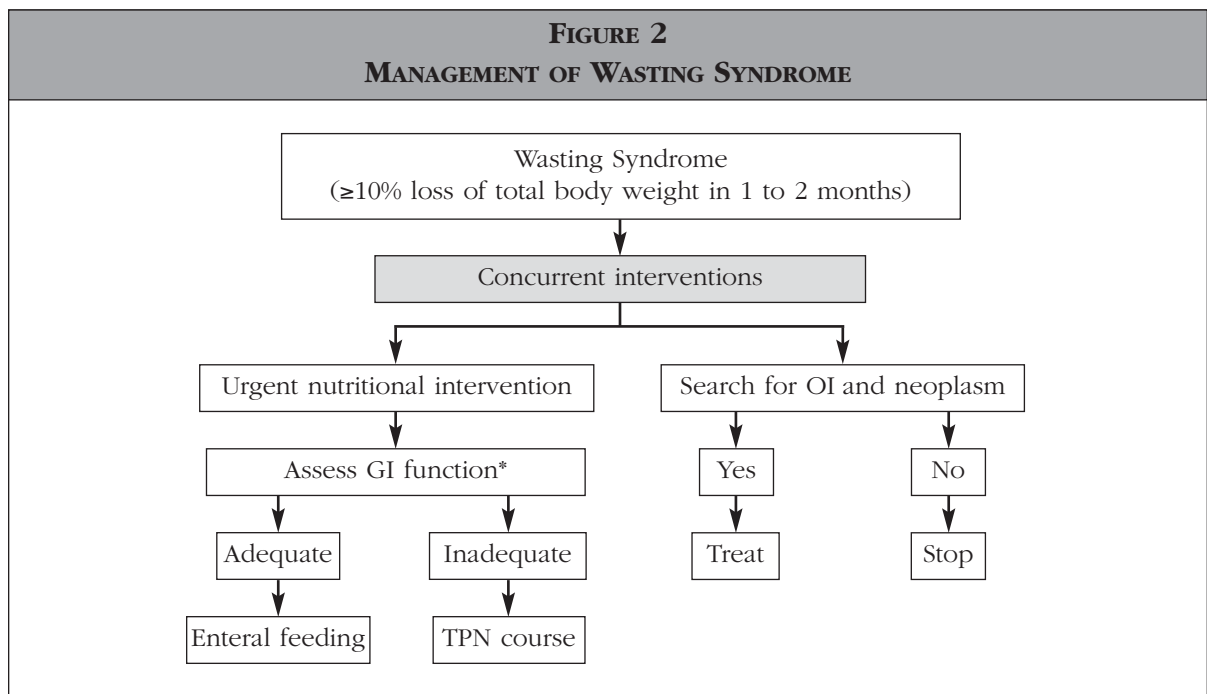 FIGURE 2
MANAGEMENT OF WASTING SYNDROME
Wasting Syndrome
(≥10% loss of total body weight in 1 to 2 months)
Concurrent interventions
Urgent nutritional intervention
Search for OI and neoplasm
Assess GI function*
Yes
No
Adequate
Inadequate
Treat
Stop
Enteral feeding
TPN course